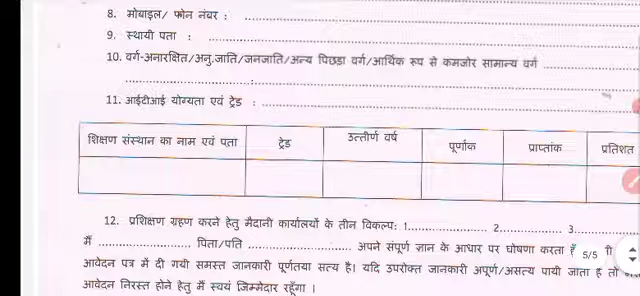 8. मोबाइल/ फोन नंबर : ........................
9. स्थायी पता : ........................
10. वर्ग-अनारक्षित/अनु.जाति/जनजाति/अन्य पिछडा वर्ग/आर्थिक रूप से कमजोर सामान्य वर्ग ................
11. आईटीआई योग्यता एवं ट्रेड : ........................
शिक्षण संस्थान का नाम एवं पता ट्रेड उत्तीर्ण वर्ष पूर्णांक प्राप्तांक प्रतिशत
12. प्रशिक्षण ग्रहण करने हेतु मैदानी कार्यालयों के तीन विकल्प: 1..................... 2.................. 3..................
मैं ........................ पिता/पति ........................ अपने संपूर्ण ज्ञान के आधार पर घोषणा करता हूँ 5/5
आवेदन पत्र में दी गयी समस्त जानकारी पूर्णतया सत्य है। यदि उपरोक्त जानकारी अपूर्ण/असत्य पायी जाता है तो
आवेदन निरस्त होने हेतु मैं स्वयं जिम्मेदार रहूँगा ।